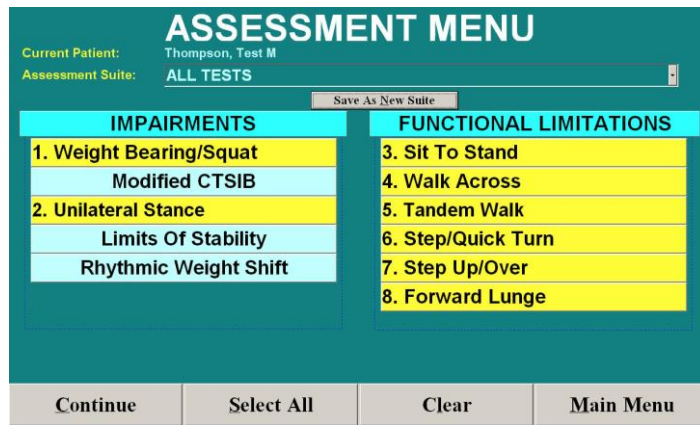 ASSESSMENT MENU
Current Patient: Thompson, Test M
Assessment Suite: ALL TESTS
Save As New Suite
IMPAIRMENTS
1. Weight Bearing/Squat
Modified CTSIB
2. Unilateral Stance
Limits Of Stability
Rhythmic Weight Shift
FUNCTIONAL LIMITATIONS
3. Sit To Stand
4. Walk Across
5. Tandem Walk
6. Step/Quick Turn
7. Step Up/Over
8. Forward Lunge
Continue Select All Clear Main Menu